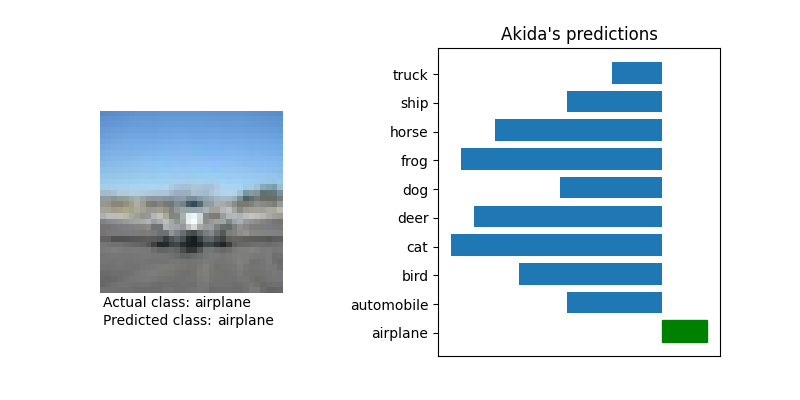 Akida's predictions
truck
ship
horse
frog
dog
deer
cat
bird
automobile
airplane
Actual class: airplane
Predicted class: airplane